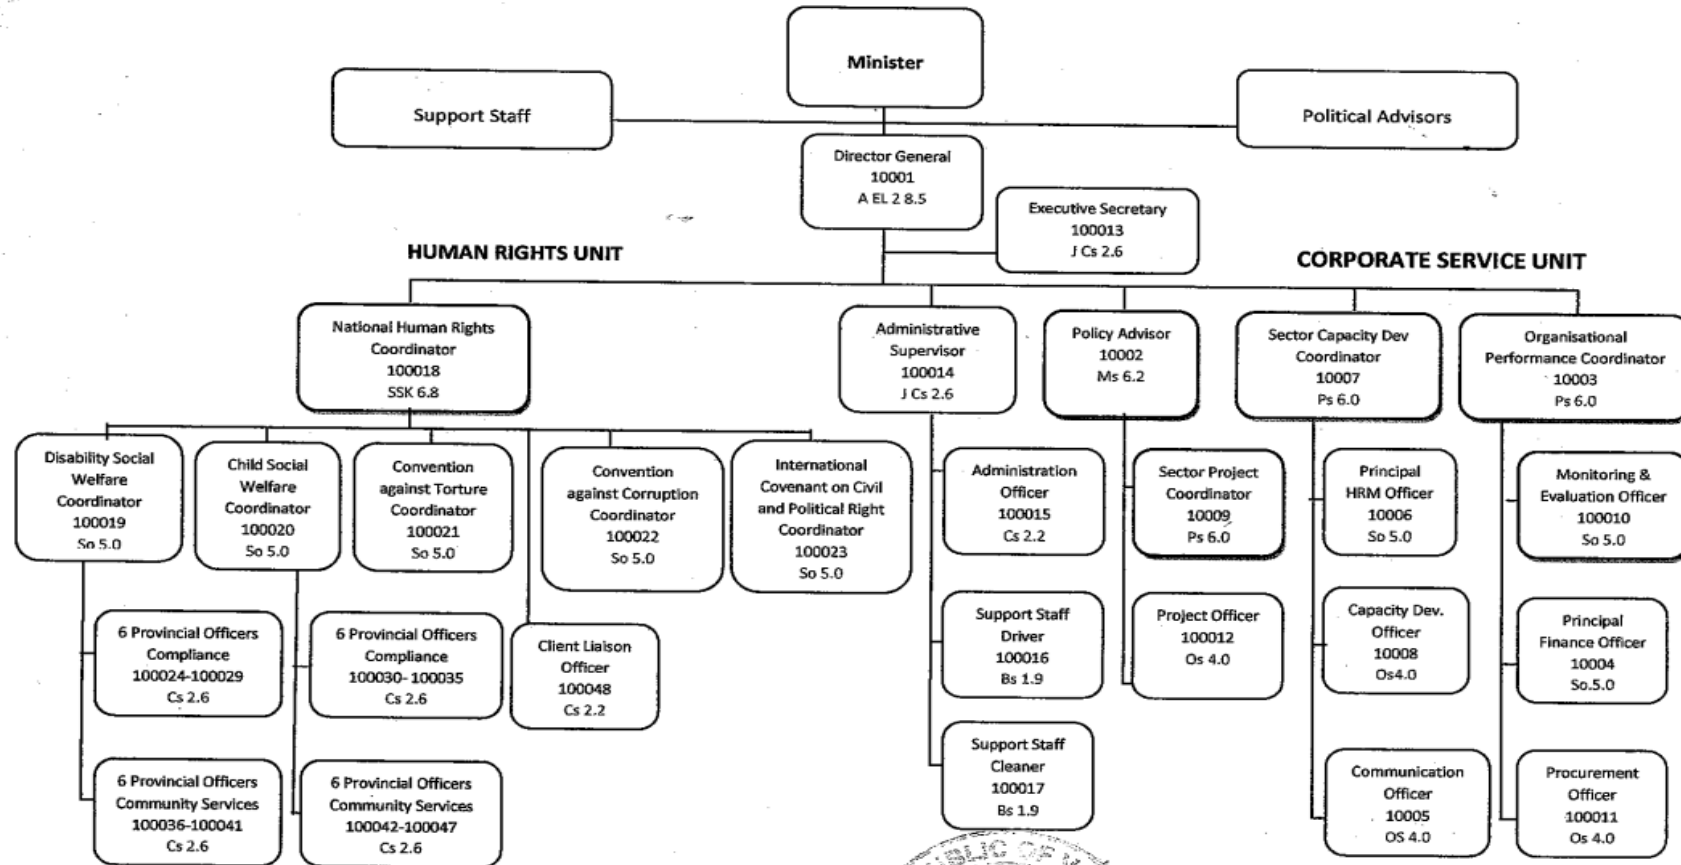 Minister
Support Staff
Political Advisors
Director General
10001
A EL 2 8.5
Executive Secretary
100013
J Cs 2.6
HUMAN RIGHTS UNIT
CORPORATE SERVICE UNIT
National Human Rights
Coordinator
100018
SSK 6.8
Administrative
Supervisor
100014
J Cs 2.6
Policy Advisor
10002
Ms 6.2
Sector Capacity Dev
Coordinator
10007
Ps 6.0
Organisational
Performance Coordinator
10003
Ps 6.0
Disability Social
Welfare
Coordinator
100019
So 5.0
Child Social
Welfare
Coordinator
100020
So 5.0
Convention
against Torture
Coordinator
100021
So 5.0
Convention
against Corruption
Coordinator
100022
So 5.0
International
Covenant on Civil
and Political Right
Coordinator
100023
So 5.0
Administration
Officer
100015
Cs 2.2
Sector Project
Coordinator
10009
Ps 6.0
Principal
HRM Officer
10006
So 5.0
Monitoring &
Evaluation Officer
100010
So 5.0
6 Provincial Officers
Compliance
100024-100029
Cs 2.6
6 Provincial Officers
Compliance
100030- 100035
Cs 2.6
Client Liaison
Officer
100048
Cs 2.2
Support Staff
Driver
100016
Bs 1.9
Project Officer
100012
Os 4.0
Capacity Dev.
Officer
10008
Os4.0
Principal
Finance Officer
10004
So.5.0
6 Provincial Officers
Community Services
100036-100041
Cs 2.6
6 Provincial Officers
Community Services
100042-100047
Cs 2.6
Support Staff
Cleaner
100017
Bs 1.9
Communication
Officer
10005
OS 4.0
Procurement
Officer
100011
Os 4.0